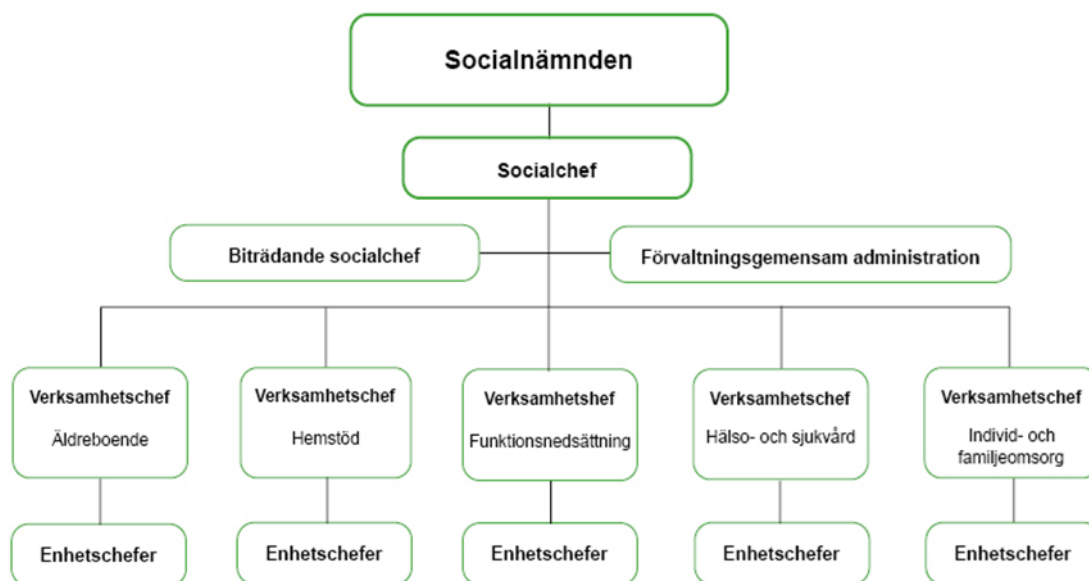 Socialnämnden
Socialchef
Biträdande socialchef
Förvaltningsgemensam administration
Verksamhetschef
Äldreboende
Verksamhetschef
Hemstöd
Verksamhetshef
Funktionsnedsättning
Verksamhetschef
Hälso- och sjukvård
Verksamhetschef
Individ- och
familjeomsorg
Enhetschefer
Enhetschefer
Enhetschefer
Enhetschefer
Enhetschefer